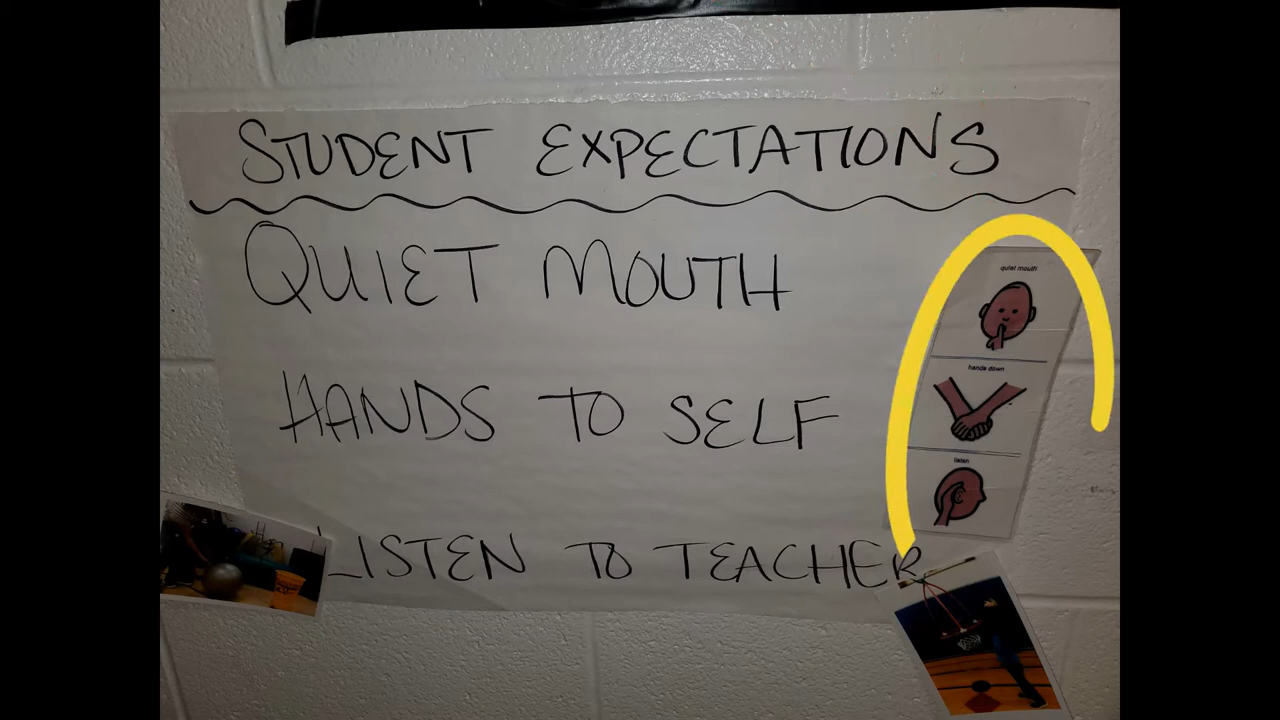 STUDENT EXPECTATIONS
QUIET MOUTH
HANDS TO SELF
LISTEN TO TEACHER
quiet mouth
hands down
listen